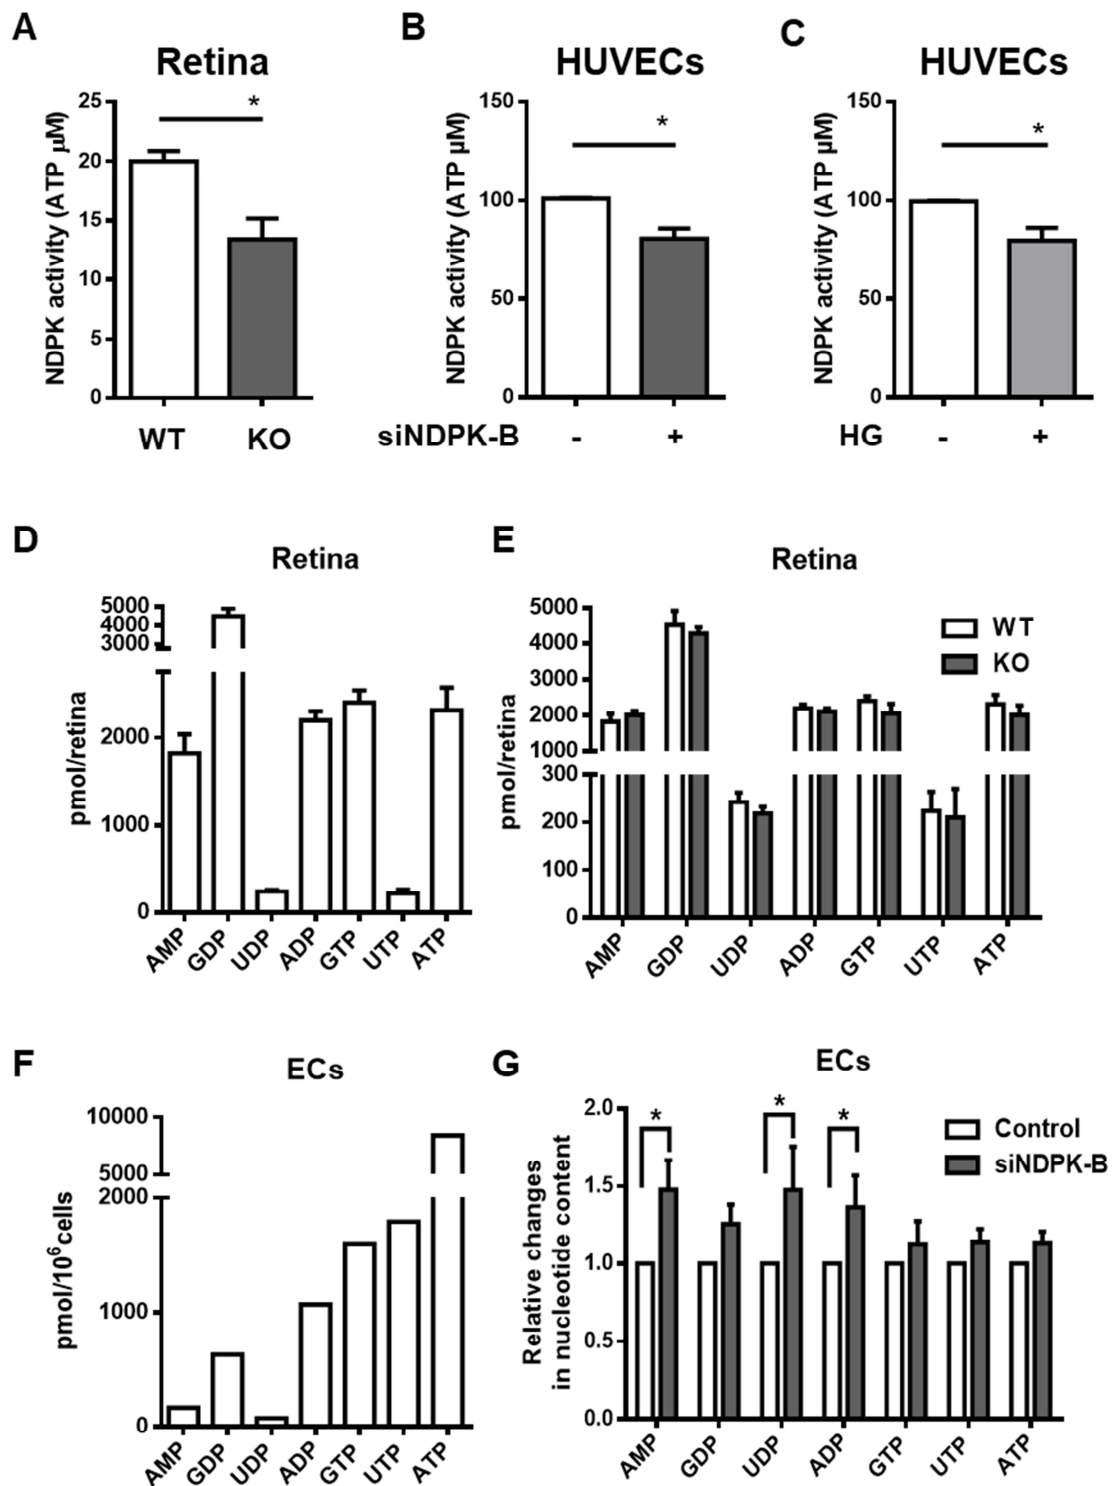 A
Retina
NDPK activity (ATP µM)
25
20
15
10
5
0
*
WT
KO
B
HUVECs
NDPK activity (ATP µM)
150
100
50
0
*
siNDPK-B
-
+
C
HUVECs
NDPK activity (ATP µM)
150
100
50
0
*
HG
-
+
D
Retina
pmol/retina
5000
4000
3000
2000
1000
0
AMP
GDP
UDP
ADP
GTP
UTP
ATP
E
Retina
pmol/retina
5000
4000
3000
2000
1000
300
200
100
0
WT
KO
AMP
GDP
UDP
ADP
GTP
UTP
ATP
F
ECs
pmol/10⁶cells
10000
5000
2000
1000
0
AMP
GDP
UDP
ADP
GTP
UTP
ATP
G
ECs
Relative changes
in nucleotide content
2.0
1.5
1.0
0.5
0.0
*
*
*
Control
siNDPK-B
AMP
GDP
UDP
ADP
GTP
UTP
ATP